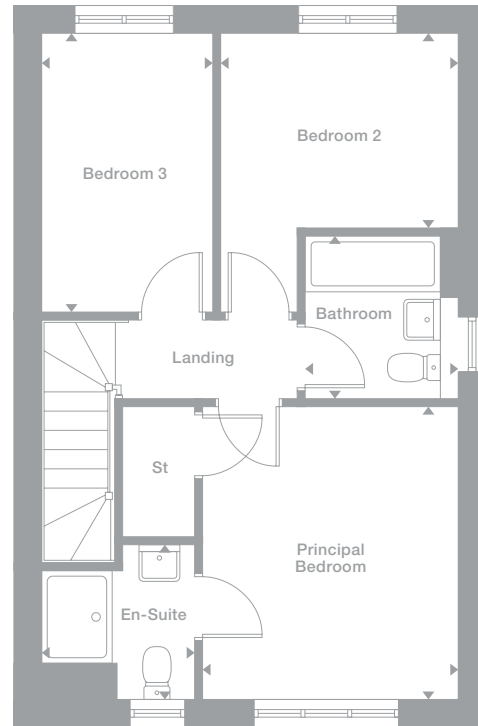 Bedroom 3
Bedroom 2
Bathroom
Landing
St
Principal
Bedroom
En-Suite